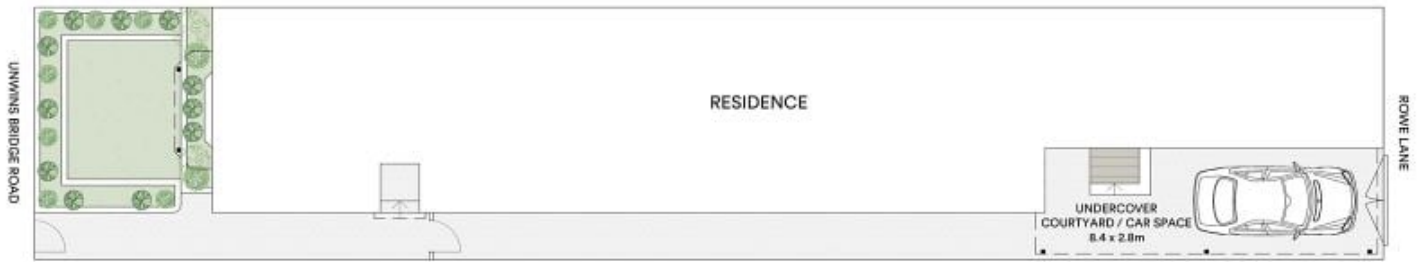 UNWINS BRIDGE ROAD
RESIDENCE
ROWE LANE
UNDERCOVER
COURTYARD / CAR SPACE
8.4 x 2.8m